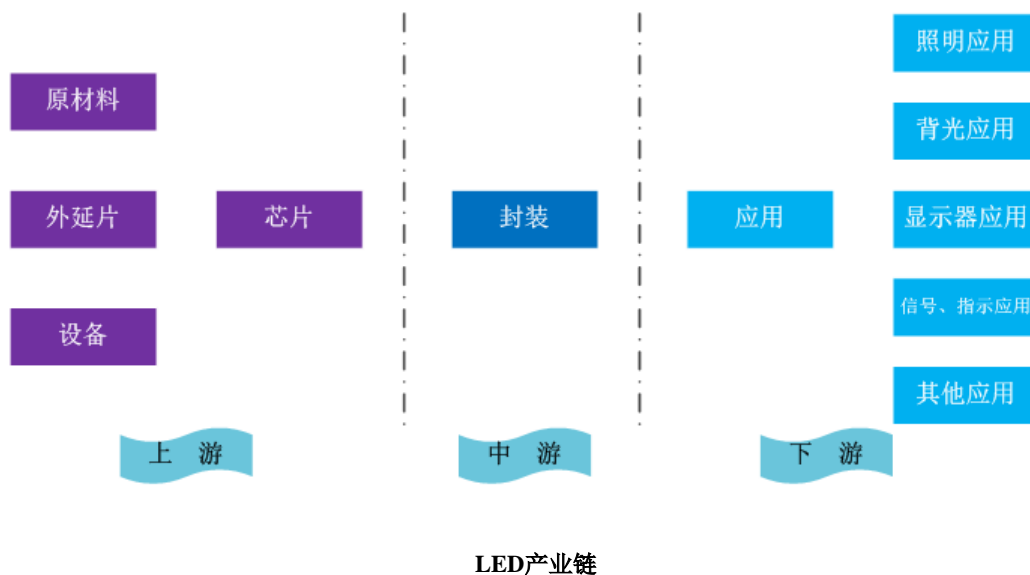 照明应用
原材料
背光应用
外延片
芯片
封装
应用
显示器应用
信号、指示应用
设备
其他应用
上 游
中 游
下 游
LED产业链